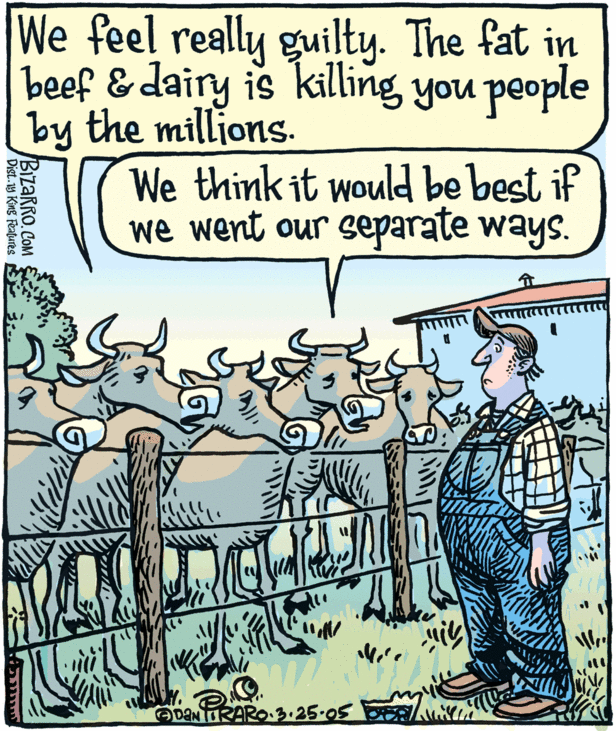 We feel really guilty. The fat in
beef & dairy is killing you people
by the millions.
We think it would be best if
we went our separate ways.
BIZARRO.COM
Dist. by King Features
©DAN PIRARO·3·25·05